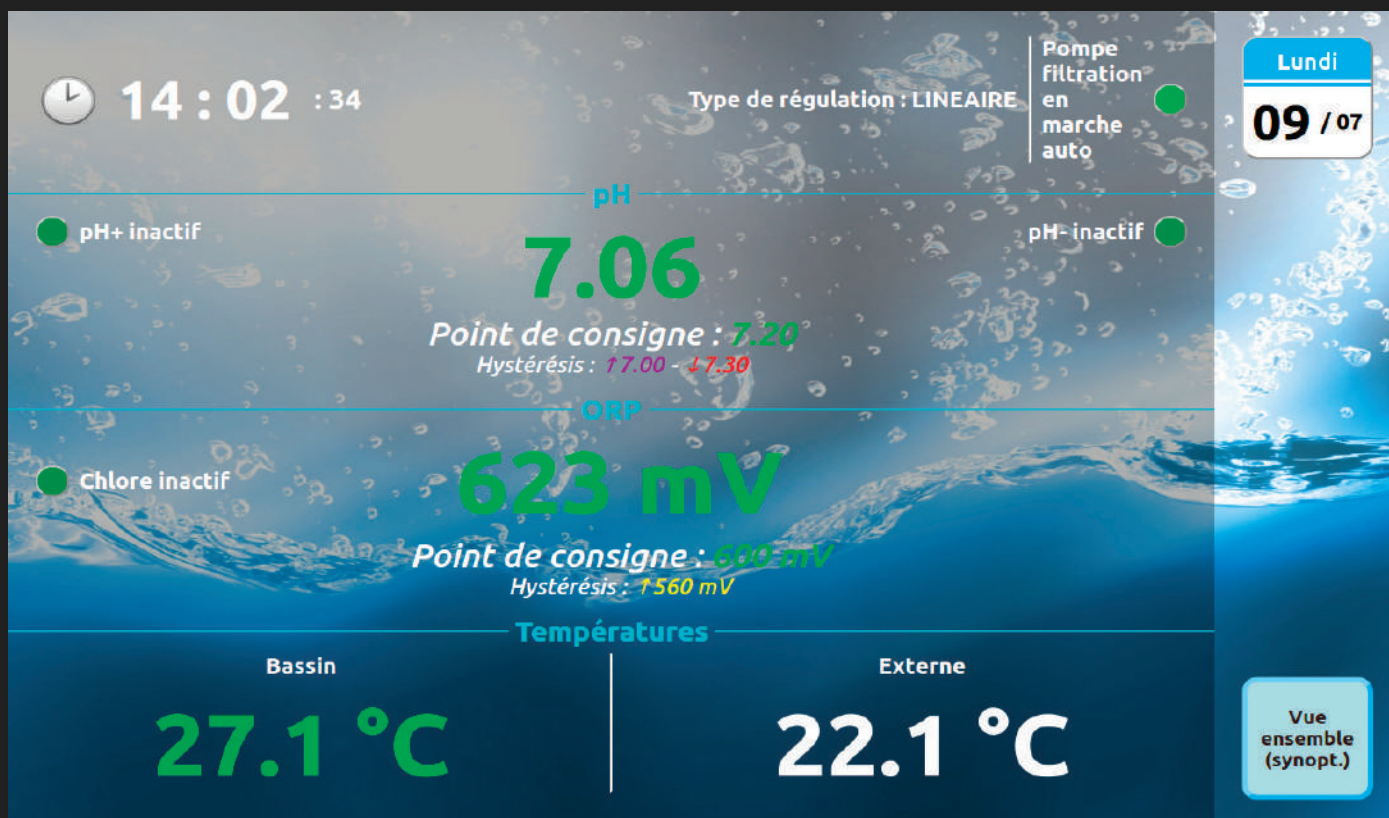 14 : 02 : 34
Type de régulation : LINEAIRE
Pompe
filtration
en
marche
auto
Lundi
09 / 07
pH
pH+ inactif
pH- inactif
7.06
Point de consigne : 7.20
Hystérésis : ↑7.00 - ↓7.30
ORP
Chlore inactif
623 mV
Point de consigne : 600 mV
Hystérésis : ↑560 mV
Températures
Bassin
27.1 °C
Externe
22.1 °C
Vue
ensemble
(synopt.)